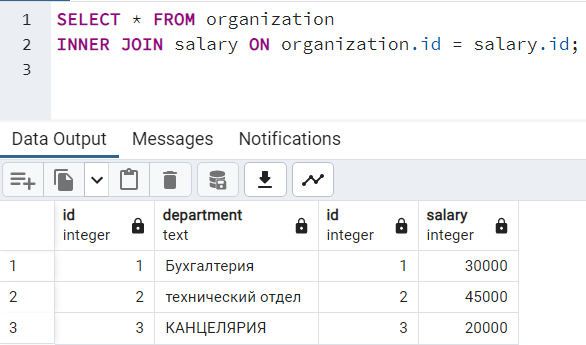 1 SELECT * FROM organization
2 INNER JOIN salary ON organization.id = salary.id;
3
Data Output Messages Notifications
id department id salary
integer text integer integer
1 1 Бухгалтерия 1 30000
2 2 технический отдел 2 45000
3 3 КАНЦЕЛЯРИЯ 3 20000